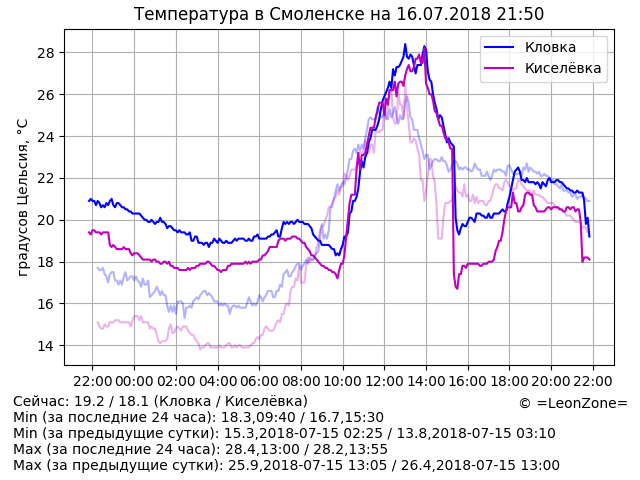 Температура в Смоленске на 16.07.2018 21:50
Кловка
Киселёвка
градусов Цельсия, °C
28
26
24
22
20
18
16
14
22:00 00:00 02:00 04:00 06:00 08:00 10:00 12:00 14:00 16:00 18:00 20:00 22:00
Сейчас: 19.2 / 18.1 (Кловка / Киселёвка)
© =LeonZone=
Min (за последние 24 часа): 18.3,09:40 / 16.7,15:30
Min (за предыдущие сутки): 15.3,2018-07-15 02:25 / 13.8,2018-07-15 03:10
Max (за последние 24 часа): 28.4,13:00 / 28.2,13:55
Max (за предыдущие сутки): 25.9,2018-07-15 13:05 / 26.4,2018-07-15 13:00